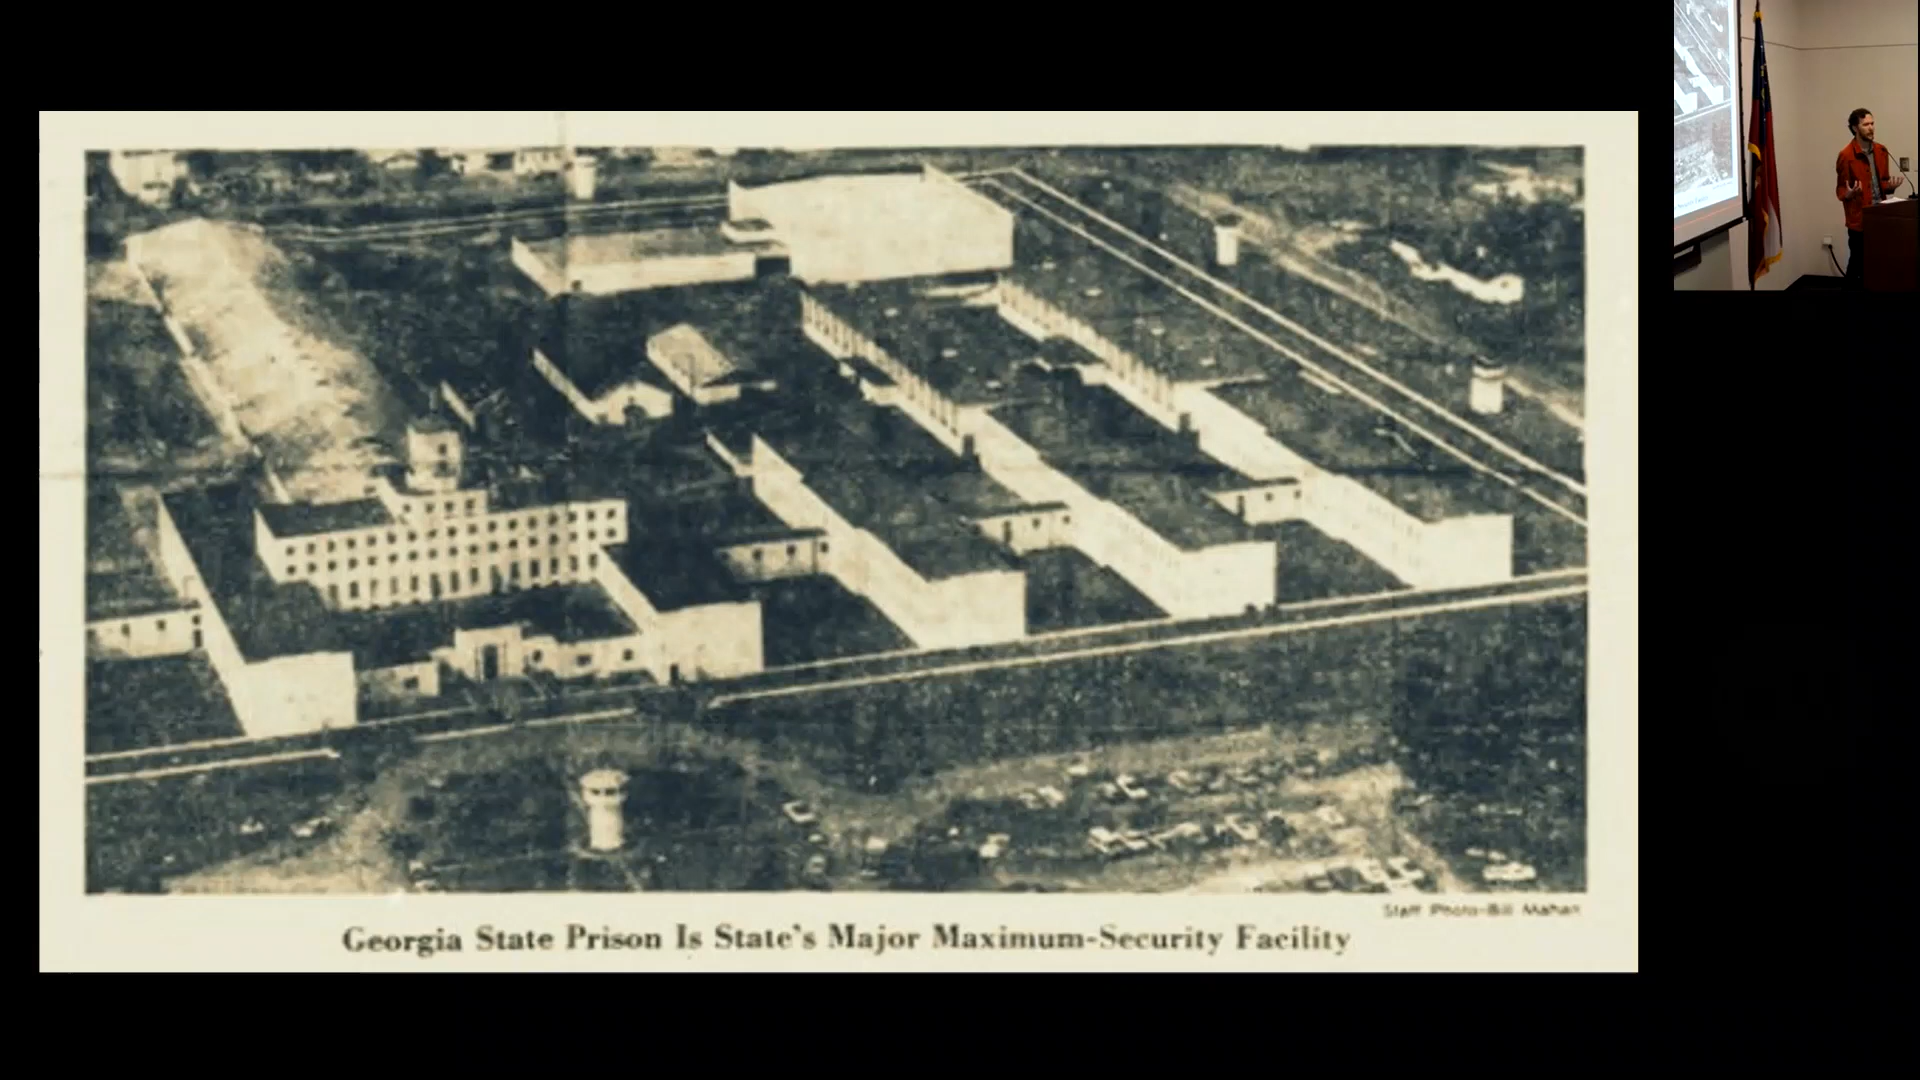 Staff Photo-Bill Mahan
Georgia State Prison Is State's Major Maximum-Security Facility